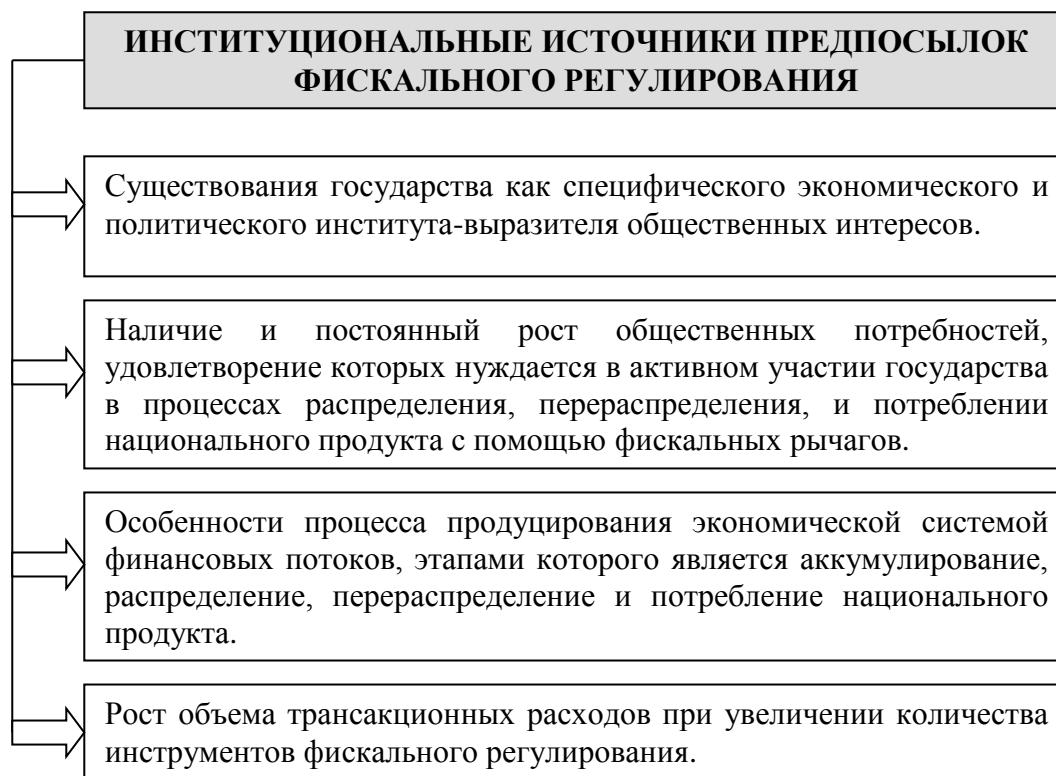 ИНСТИТУЦИОНАЛЬНЫЕ ИСТОЧНИКИ ПРЕДПОСЫЛОК
ФИСКАЛЬНОГО РЕГУЛИРОВАНИЯ
Существования государства как специфического экономического и
политического института-выразителя общественных интересов.
Наличие и постоянный рост общественных потребностей,
удовлетворение которых нуждается в активном участии государства
в процессах распределения, перераспределения, и потреблении
национального продукта с помощью фискальных рычагов.
Особенности процесса продуцирования экономической системой
финансовых потоков, этапами которого является аккумулирование,
распределение, перераспределение и потребление национального
продукта.
Рост объема трансакционных расходов при увеличении количества
инструментов фискального регулирования.